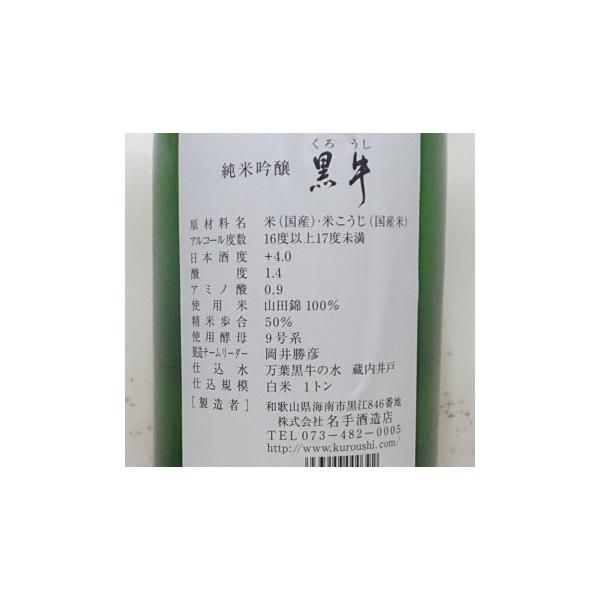 くろうし
純米吟醸 黒牛
原材料名 米(国産)・米こうじ(国産米)
アルコール度数 16度以上17度未満
日本酒度 +4.0
酸度 1.4
アミノ酸 0.9
使用米 山田錦100%
精米歩合 50%
使用酵母 9号系
製造チームリーダー 岡井勝彦
仕込水 万葉黒牛の水 蔵内井戸
仕込規模 白米 1トン
[製造者] 和歌山県海南市黒江846番地
株式会社 名手酒造店
TEL 073-482-0005
http://www.kuroushi.com/